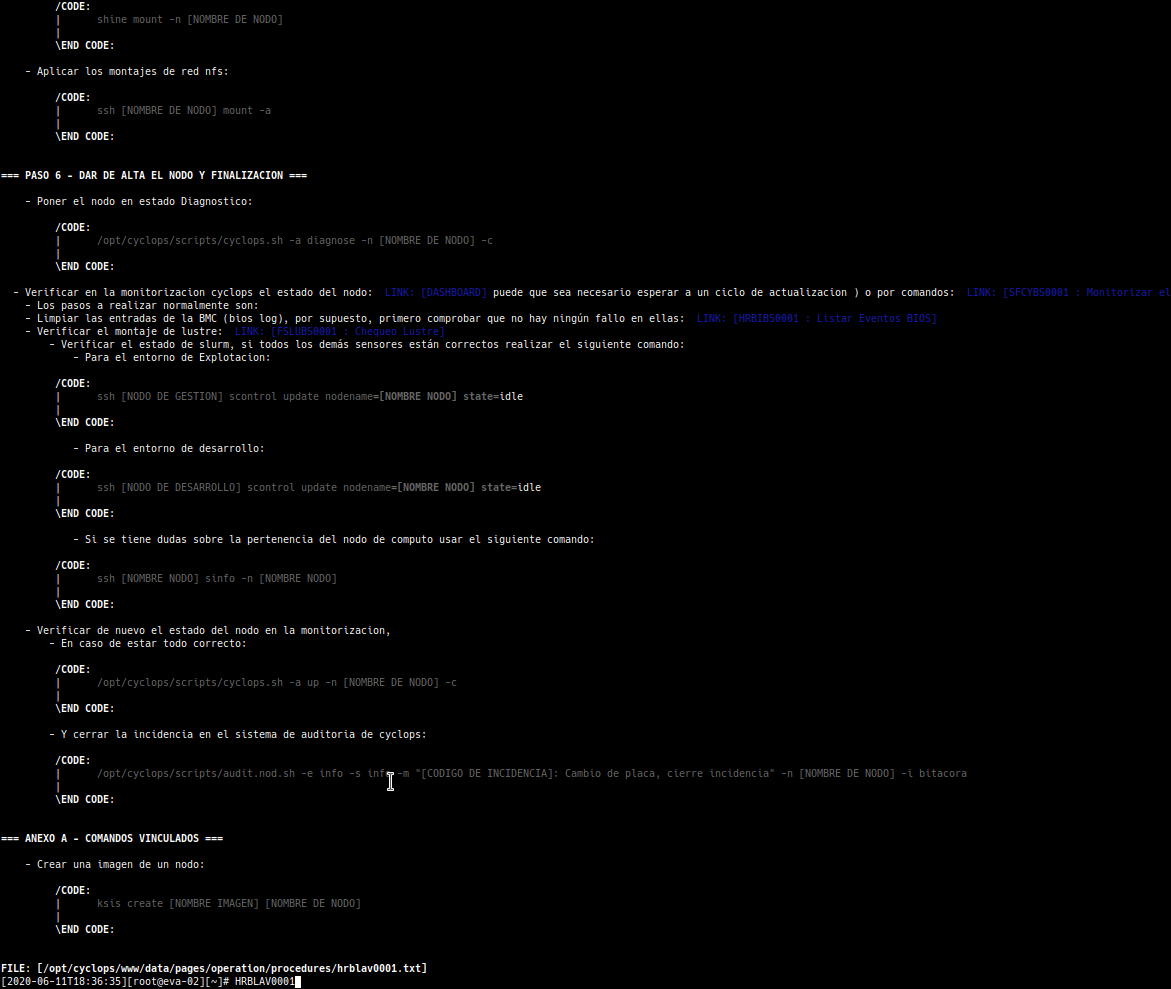 /CODE:
|      shine mount -n [NOMBRE DE NODO]
|
\END CODE:
- Aplicar los montajes de red nfs:
/CODE:
|      ssh [NOMBRE DE NODO] mount -a
|
\END CODE:
=== PASO 6 - DAR DE ALTA EL NODO Y FINALIZACION ===
- Poner el nodo en estado Diagnostico:
/CODE:
|      /opt/cyclops/scripts/cyclops.sh -a diagnose -n [NOMBRE DE NODO] -c
|
\END CODE:
- Verificar en la monitorizacion cyclops el estado del nodo:  LINK: [DASHBOARD] puede que sea necesario esperar a un ciclo de actualizacion ) o por comandos:  LINK: [SFCYBS0001 : Monitorizar el
- Los pasos a realizar normalmente son:
- Limpiar las entradas de la BMC (bios log), por supuesto, primero comprobar que no hay ningún fallo en ellas:  LINK: [HRBIBS0001 : Listar Eventos BIOS]
- Verificar el montaje de lustre:  LINK: [FSLUBS0001 : Chequeo Lustre]
- Verificar el estado de slurm, si todos los demás sensores están correctos realizar el siguiente comando:
- Para el entorno de Explotacion:
/CODE:
|      ssh [NODO DE GESTION] scontrol update nodename=[NOMBRE NODO] state=idle
|
\END CODE:
- Para el entorno de desarrollo:
/CODE:
|      ssh [NODO DE DESARROLLO] scontrol update nodename=[NOMBRE NODO] state=idle
|
\END CODE:
- Si se tiene dudas sobre la pertenencia del nodo de computo usar el siguiente comando:
/CODE:
|      ssh [NOMBRE NODO] sinfo -n [NOMBRE NODO]
|
\END CODE:
- Verificar de nuevo el estado del nodo en la monitorizacion,
- En caso de estar todo correcto:
/CODE:
|      /opt/cyclops/scripts/cyclops.sh -a up -n [NOMBRE DE NODO] -c
|
\END CODE:
- Y cerrar la incidencia en el sistema de auditoria de cyclops:
/CODE:
|      /opt/cyclops/scripts/audit.nod.sh -e info -s info -m "[CODIGO DE INCIDENCIA]: Cambio de placa, cierre incidencia" -n [NOMBRE DE NODO] -i bitacora
|
\END CODE:
=== ANEXO A - COMANDOS VINCULADOS ===
- Crear una imagen de un nodo:
/CODE:
|      ksis create [NOMBRE IMAGEN] [NOMBRE DE NODO]
|
\END CODE:
FILE: [/opt/cyclops/www/data/pages/operation/procedures/hrblav0001.txt]
[2020-06-11T18:36:35][root@eva-02][~]# HRBLAV0001